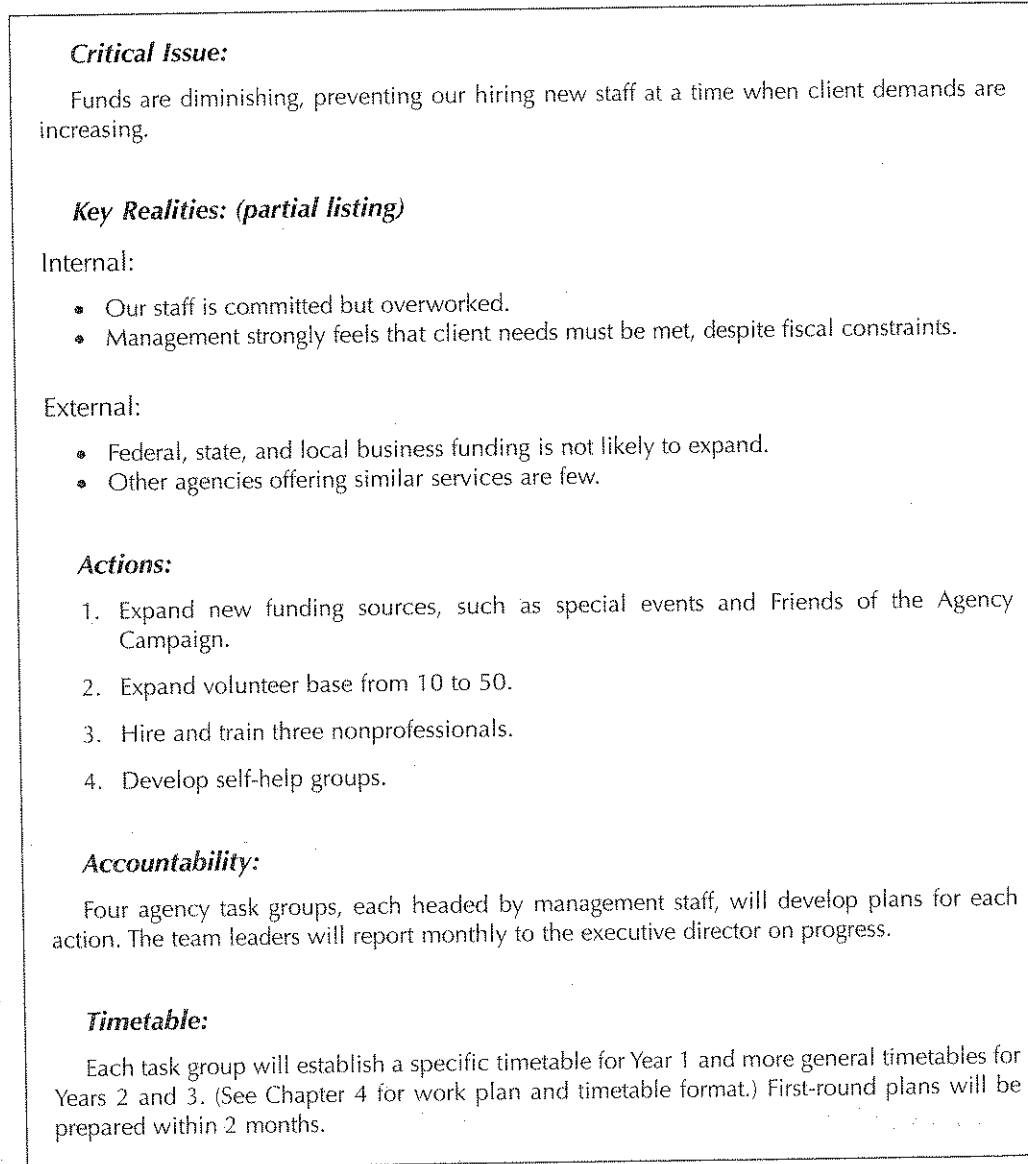 Critical Issue:
Funds are diminishing, preventing our hiring new staff at a time when client demands are
increasing.
Key Realities: (partial listing)
Internal:
• Our staff is committed but overworked.
• Management strongly feels that client needs must be met, despite fiscal constraints.
External:
• Federal, state, and local business funding is not likely to expand.
• Other agencies offering similar services are few.
Actions:
1. Expand new funding sources, such as special events and Friends of the Agency
Campaign.
2. Expand volunteer base from 10 to 50.
3. Hire and train three nonprofessionals.
4. Develop self-help groups.
Accountability:
Four agency task groups, each headed by management staff, will develop plans for each
action. The team leaders will report monthly to the executive director on progress.
Timetable:
Each task group will establish a specific timetable for Year 1 and more general timetables for
Years 2 and 3. (See Chapter 4 for work plan and timetable format.) First-round plans will be
prepared within 2 months.